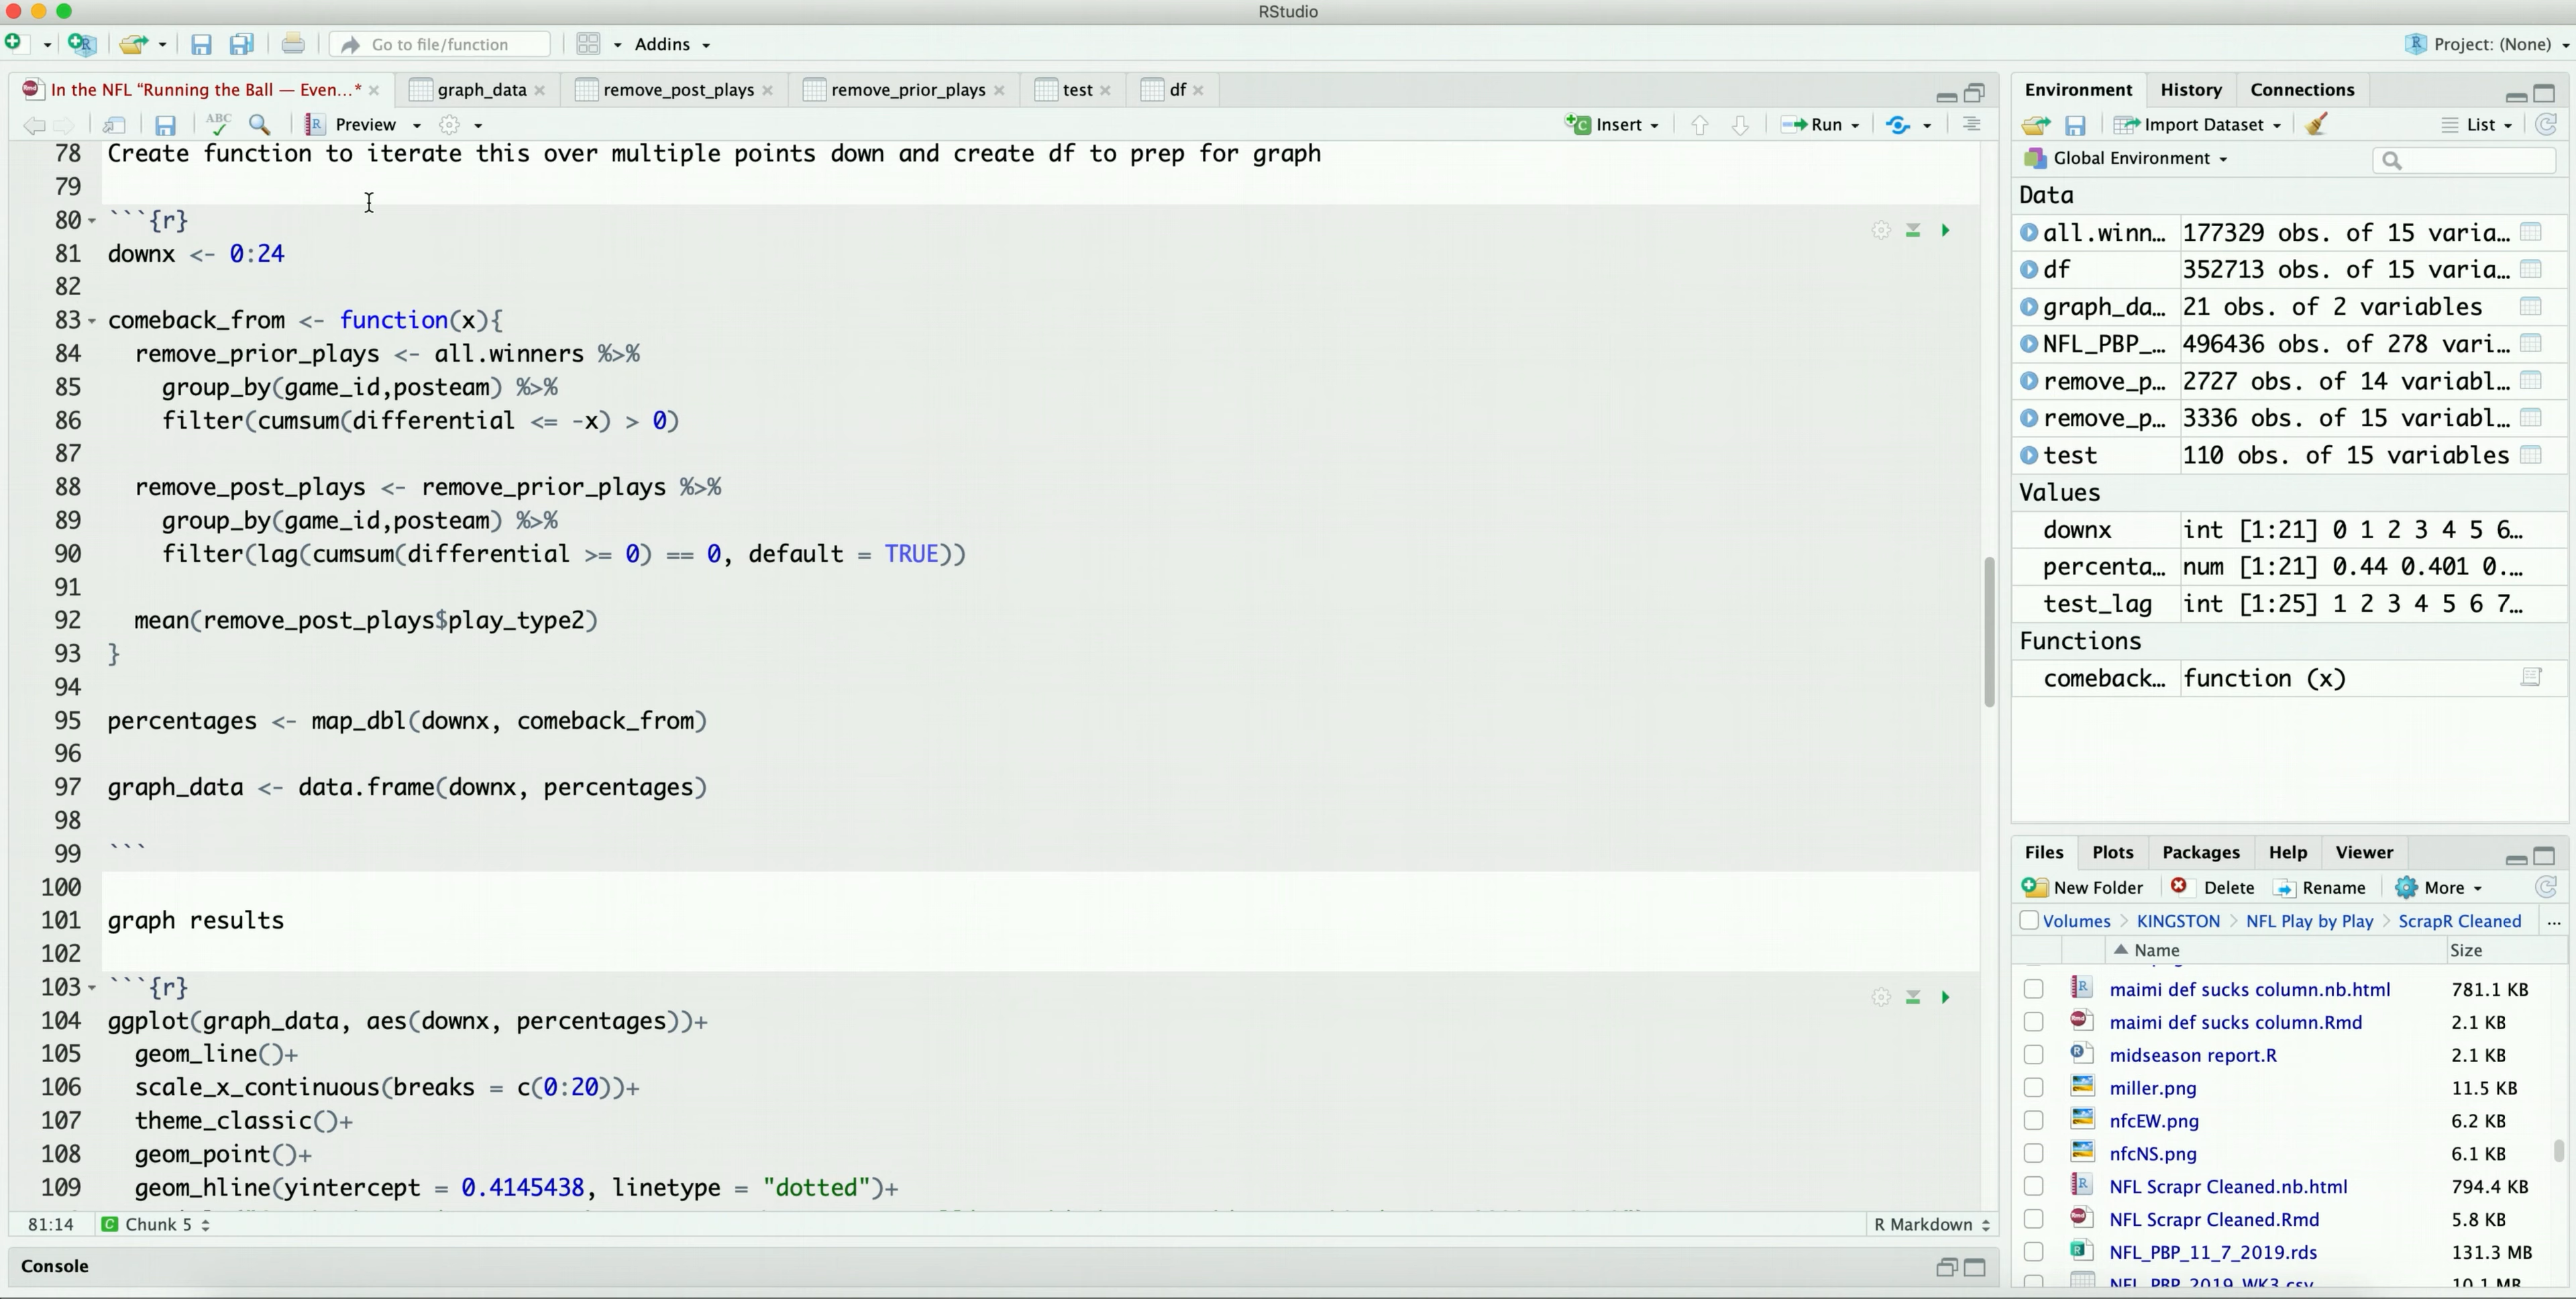 RStudio
Go to file/function
Addins
Project: (None)
In the NFL “Running the Ball — Even...*
graph_data
remove_post_plays
remove_prior_plays
test
df
ABC
Preview
Insert
Run
78 Create function to iterate this over multiple points down and create df to prep for graph
79
80 ```{r}
81 downx <- 0:24
82
83 comeback_from <- function(x){
84   remove_prior_plays <- all.winners %>%
85     group_by(game_id,posteam) %>%
86     filter(cumsum(differential <= -x) > 0)
87
88   remove_post_plays <- remove_prior_plays %>%
89     group_by(game_id,posteam) %>%
90     filter(lag(cumsum(differential >= 0) == 0, default = TRUE))
91
92   mean(remove_post_plays$play_type2)
93 }
94
95 percentages <- map_dbl(downx, comeback_from)
96
97 graph_data <- data.frame(downx, percentages)
98
99 ```
100
101 graph results
102
103 ```{r}
104 ggplot(graph_data, aes(downx, percentages))+
105   geom_line()+
106   scale_x_continuous(breaks = c(0:20))+
107   theme_classic()+
108   geom_point()+
109   geom_hline(yintercept = 0.4145438, linetype = "dotted")+
81:14
Chunk 5
R Markdown
Console
Environment
History
Connections
Import Dataset
List
Global Environment
Data
all.winn... 177329 obs. of 15 varia...
df 352713 obs. of 15 varia...
graph_da... 21 obs. of 2 variables
NFL_PBP_... 496436 obs. of 278 vari...
remove_p... 2727 obs. of 14 variabl...
remove_p... 3336 obs. of 15 variabl...
test 110 obs. of 15 variables
Values
downx int [1:21] 0 1 2 3 4 5 6...
percenta... num [1:21] 0.44 0.401 0....
test_lag int [1:25] 1 2 3 4 5 6 7...
Functions
comeback... function (x)
Files
Plots
Packages
Help
Viewer
New Folder
Delete
Rename
More
Volumes > KINGSTON > NFL Play by Play > ScrapR Cleaned ...
Name Size
maimi def sucks column.nb.html 781.1 KB
maimi def sucks column.Rmd 2.1 KB
midseason report.R 2.1 KB
miller.png 11.5 KB
nfcEW.png 6.2 KB
nfcNS.png 6.1 KB
NFL Scrapr Cleaned.nb.html 794.4 KB
NFL Scrapr Cleaned.Rmd 5.8 KB
NFL_PBP_11_7_2019.rds 131.3 MB
NFL_PBP_2019_WK3.csv 10.1 MB